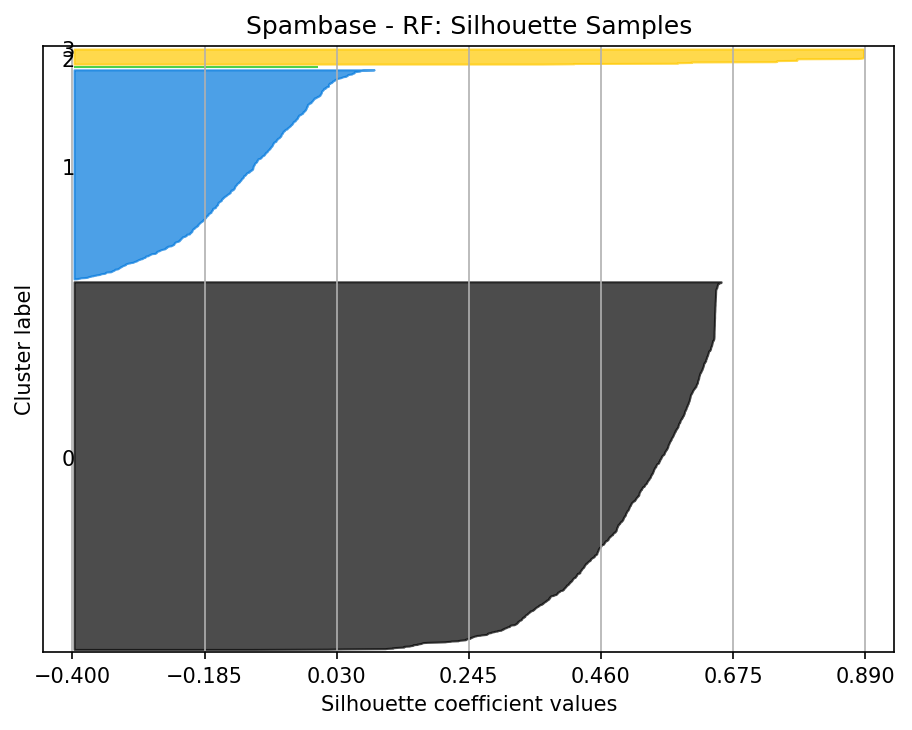 Spambase - RF: Silhouette Samples
3
2
1
0
Cluster label
−0.400 −0.185 0.030 0.245 0.460 0.675 0.890
Silhouette coefficient values